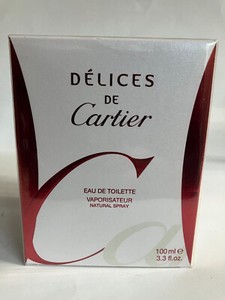 DÉLICES
DE
Cartier
EAU DE TOILETTE
VAPORISATEUR
NATURAL SPRAY
100 ml ℮
3.3 fl.oz.